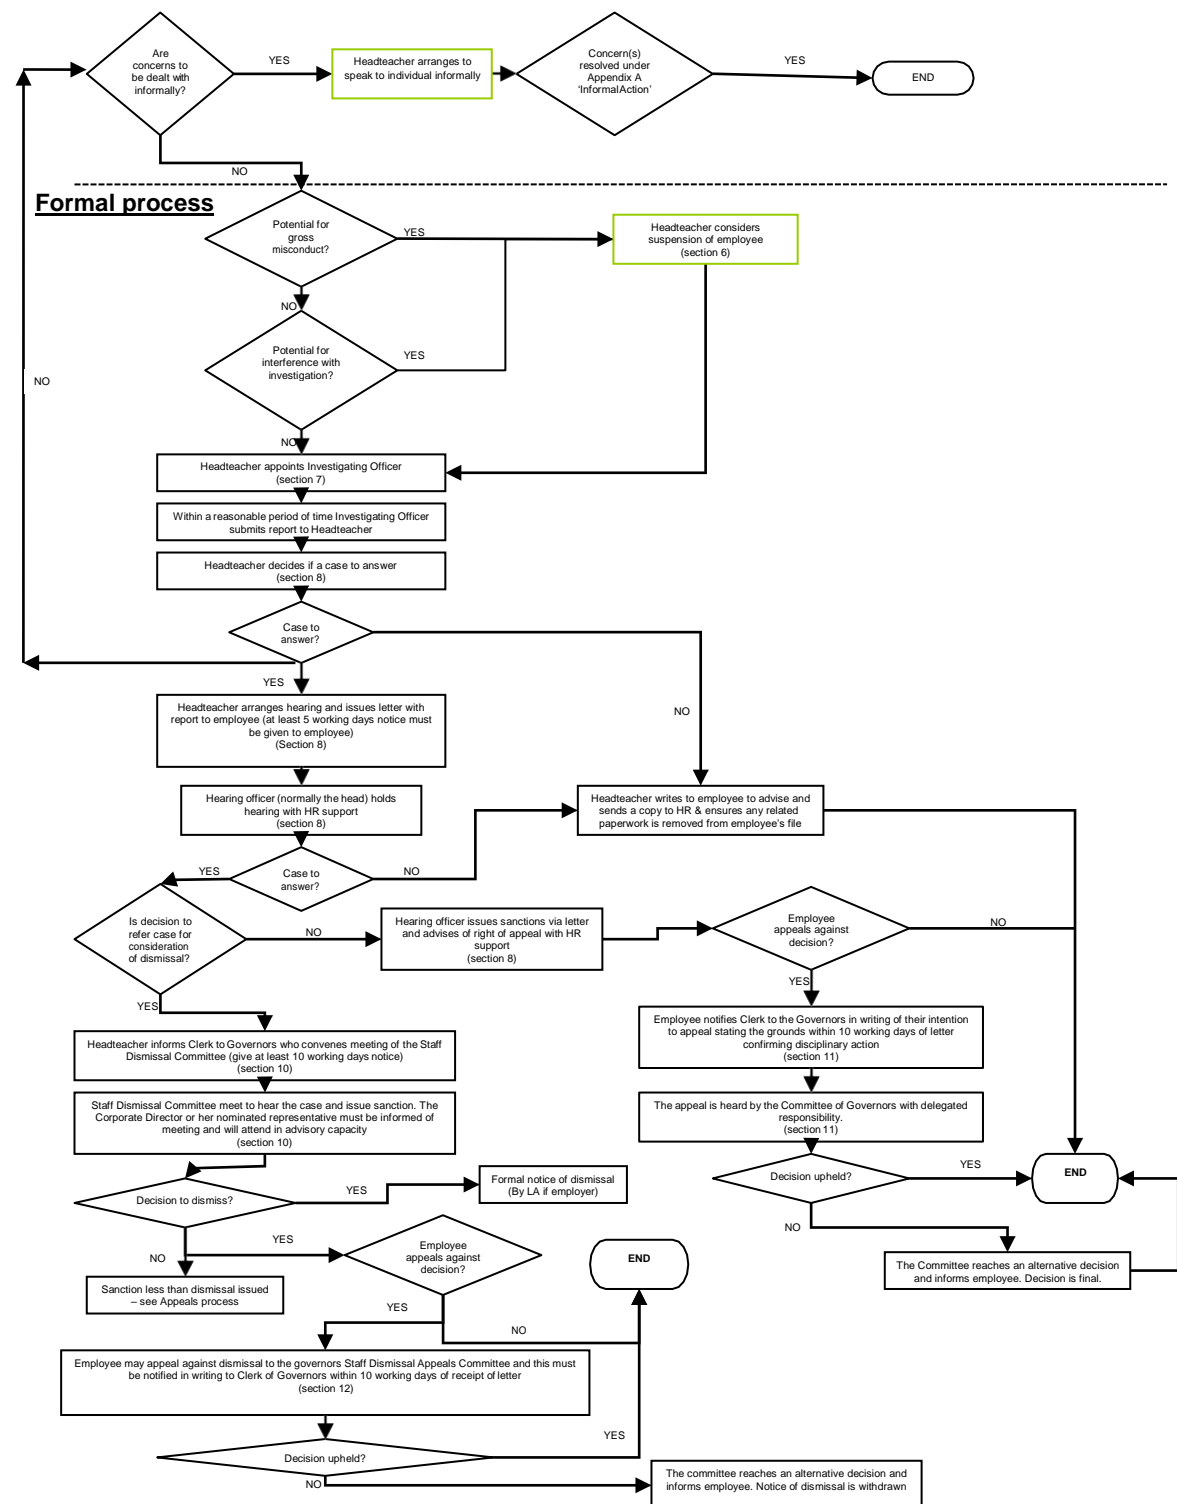 Are
concerns to
be dealt with
informally?
YES
Headteacher arranges to
speak to individual informally
Concern(s)
resolved under
Appendix A
‘InformalAction’
YES
END
NO
Formal process
Potential for
gross
misconduct?
YES
Headteacher considers
suspension of employee
(section 6)
NO
Potential for
interference with
investigation?
YES
NO
NO
Headteacher appoints Investigating Officer
(section 7)
Within a reasonable period of time Investigating Officer
submits report to Headteacher
Headteacher decides if a case to answer
(section 8)
Case to
answer?
YES
NO
Headteacher arranges hearing and issues letter with
report to employee (at least 5 working days notice must
be given to employee)
(Section 8)
Hearing officer (normally the head) holds
hearing with HR support
(section 8)
Headteacher writes to employee to advise and
sends a copy to HR & ensures any related
paperwork is removed from employee’s file
Case to
answer?
YES
NO
Is decision to
refer case for
consideration
of dismissal?
NO
Hearing officer issues sanctions via letter
and advises of right of appeal with HR
support
(section 8)
Employee
appeals against
decision?
NO
YES
YES
Headteacher informs Clerk to Governors who convenes meeting of the Staff
Dismissal Committee (give at least 10 working days notice)
(section 10)
Employee notifies Clerk to the Governors in writing of their intention
to appeal stating the grounds within 10 working days of letter
confirming disciplinary action
(section 11)
Staff Dismissal Committee meet to hear the case and issue sanction. The
Corporate Director or her nominated representative must be informed of
meeting and will attend in advisory capacity
(section 10)
The appeal is heard by the Committee of Governors with delegated
responsibility.
(section 11)
Decision to dismiss?
YES
Formal notice of dismissal
(By LA if employer)
Decision upheld?
YES
END
NO
The Committee reaches an alternative decision
and informs employee. Decision is final.
NO
YES
Employee
appeals against
decision?
END
Sanction less than dismissal issued
– see Appeals process
YES
NO
Employee may appeal against dismissal to the governors Staff Dismissal Appeals Committee and this must
be notified in writing to Clerk of Governors within 10 working days of receipt of letter
(section 12)
YES
Decision upheld?
NO
The committee reaches an alternative decision and
informs employee. Notice of dismissal is withdrawn